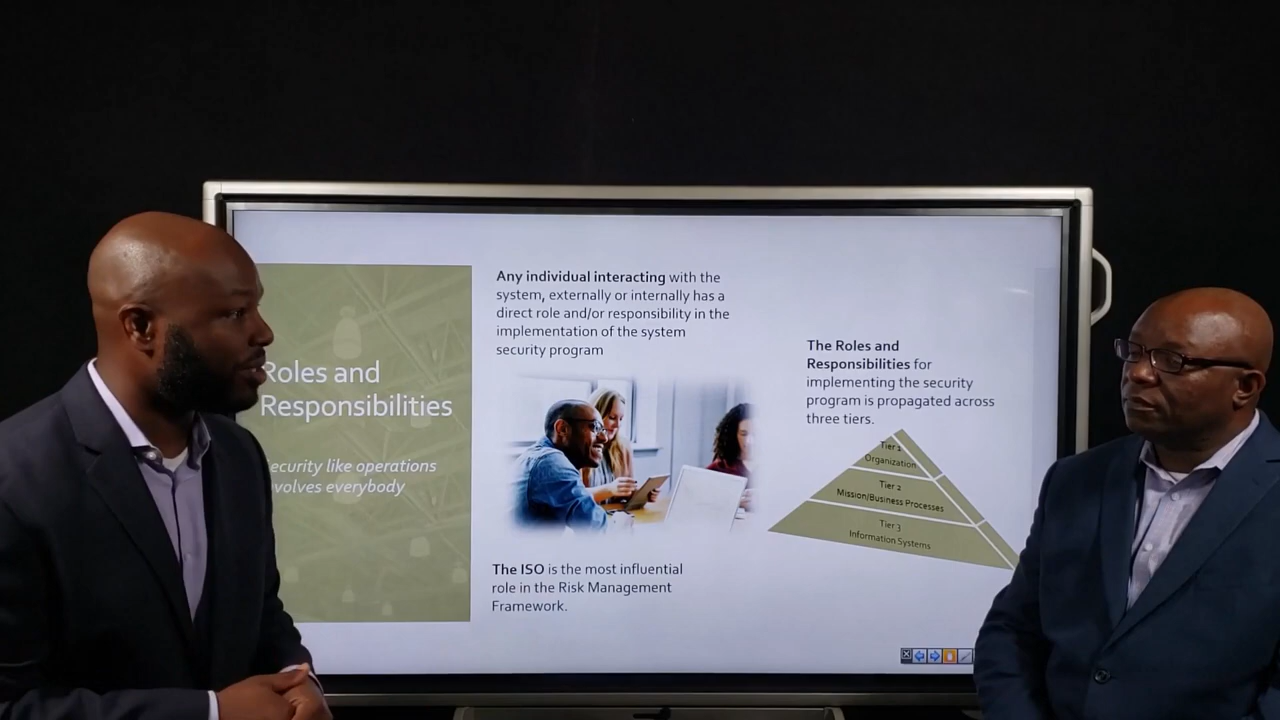 Roles and
Responsibilities
ecurity like operations
nvolves everybody
Any individual interacting with the
system, externally or internally has a
direct role and/or responsibility in the
implementation of the system
security program
The ISO is the most influential
role in the Risk Management
Framework.
The Roles and
Responsibilities for
implementing the security
program is propagated across
three tiers.
Tier 1
Organization
Tier 2
Mission/Business Processes
Tier 3
Information Systems